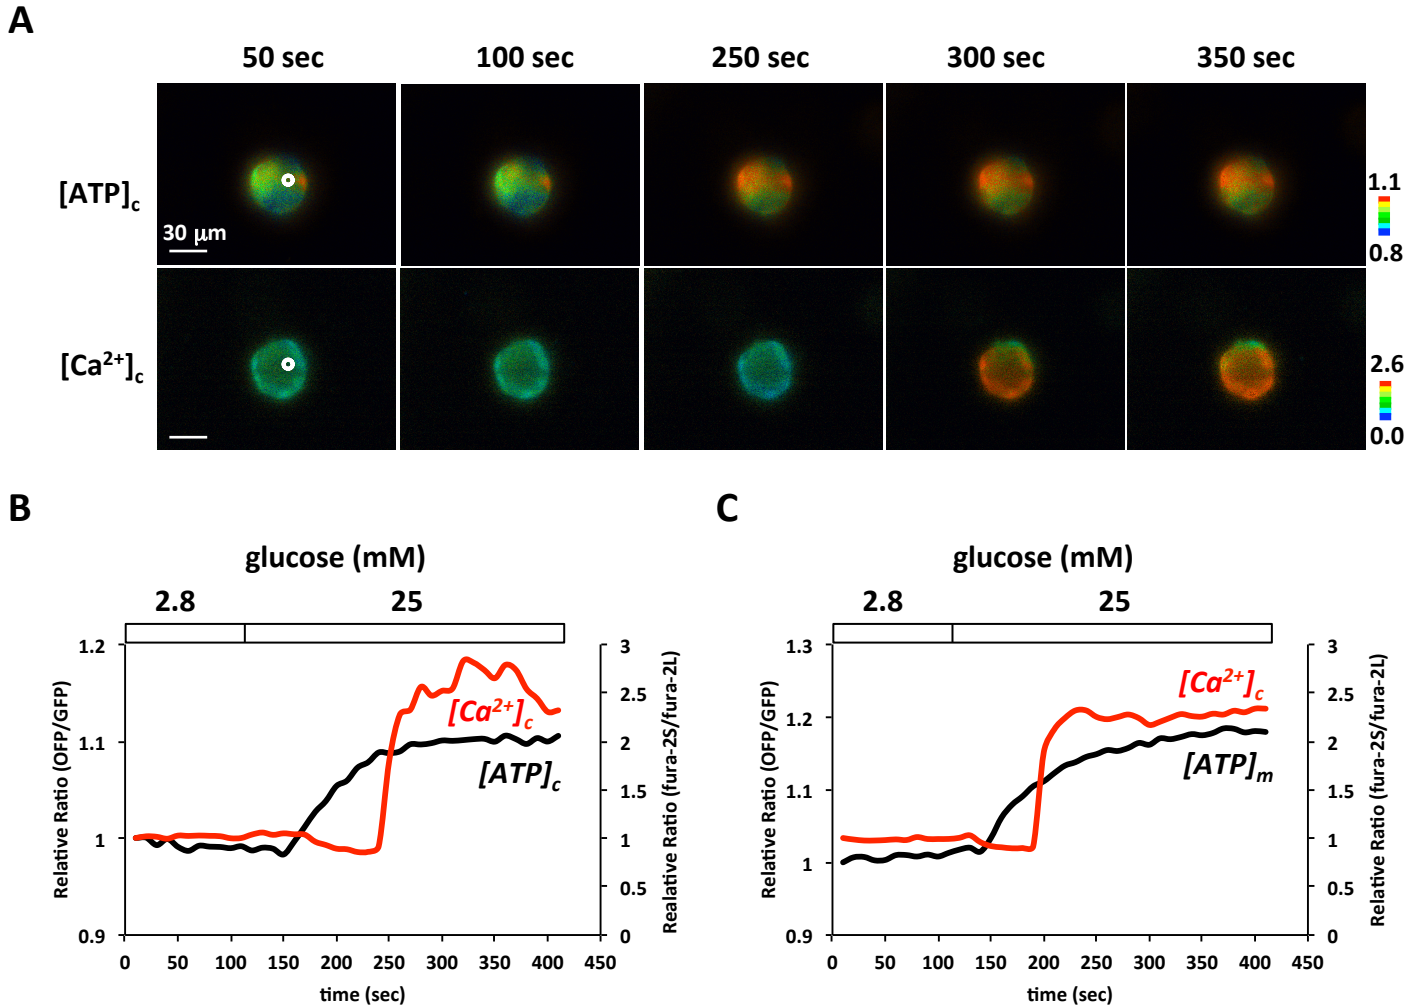 A
50 sec 100 sec 250 sec 300 sec 350 sec
[ATP]c
30 μm
1.1
0.8
[Ca2+]c
2.6
0.0
B
glucose (mM)
2.8 25
Relative Ratio (OFP/GFP)
1.2
1.1
1
0.9
[Ca2+]c
[ATP]c
3
2.5
2
1.5
1
0.5
0
Realative Ratio (fura-2S/fura-2L)
0 50 100 150 200 250 300 350 400 450
time (sec)
C
glucose (mM)
2.8 25
Relative Ratio (OFP/GFP)
1.3
1.2
1.1
1
0.9
[Ca2+]c
[ATP]m
3
2.5
2
1.5
1
0.5
0
Relative Ratio (fura-2S/fura-2L)
0 50 100 150 200 250 300 350 400 450
time (sec)